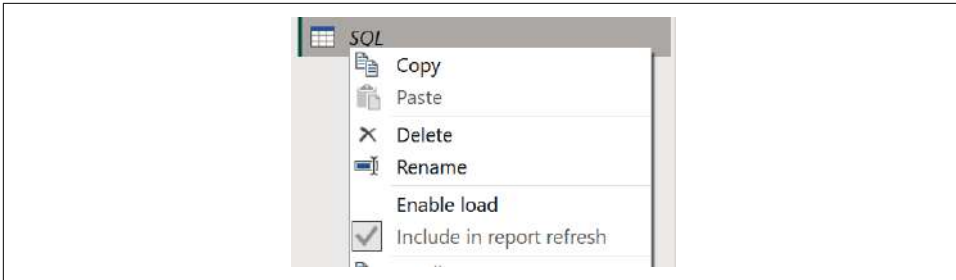 SQL
Copy
Paste
Delete
Rename
Enable load
Include in report refresh